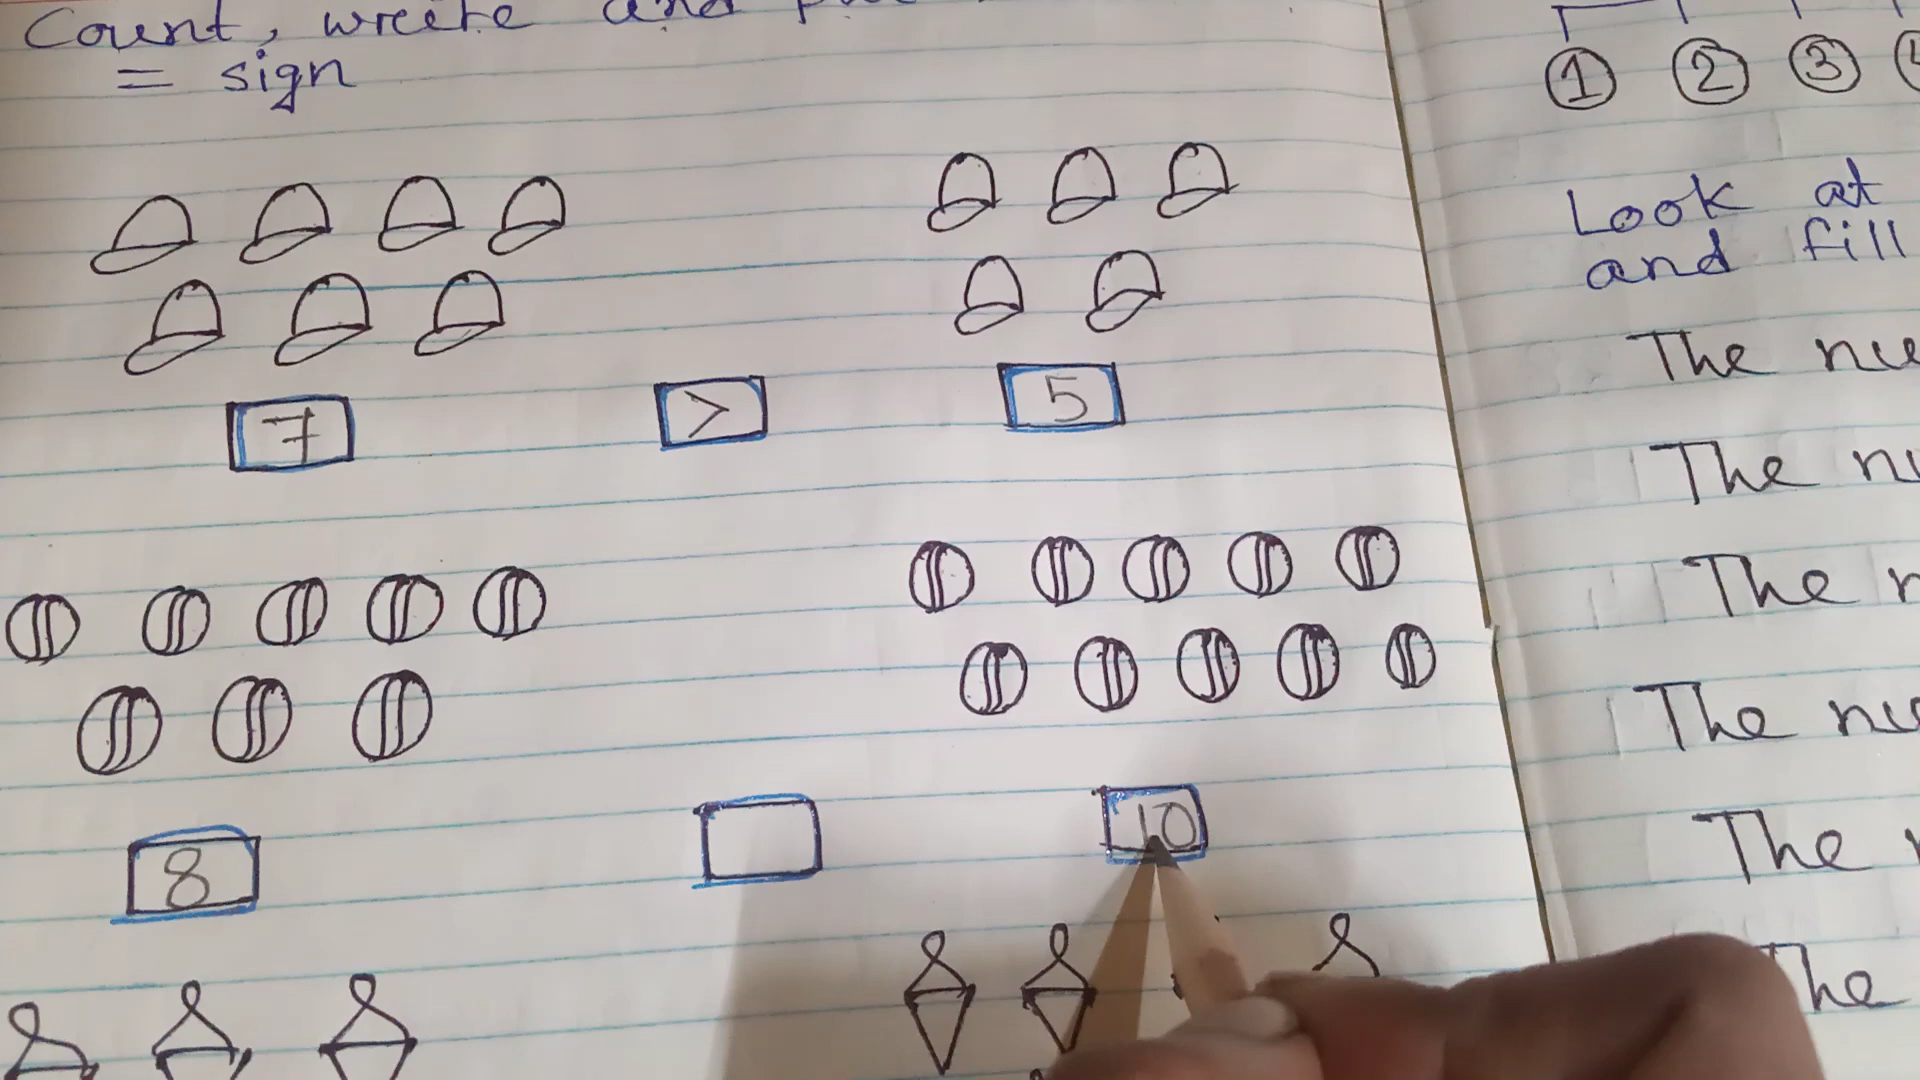 Count, write and
= sign
7 > 5
8 10
1 2 3
Look at
and fill
The
The
The
The
The
The